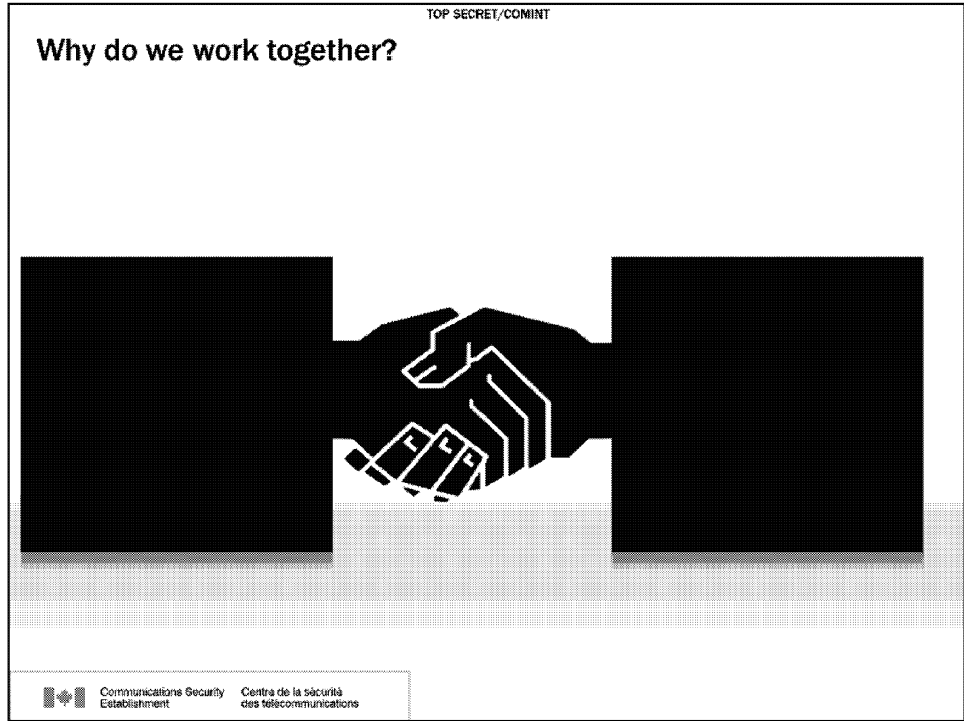 TOP SECRET/COMINT
Why do we work together?
Communications Security
Establishment
Centre de la sécurité
des télécommunications